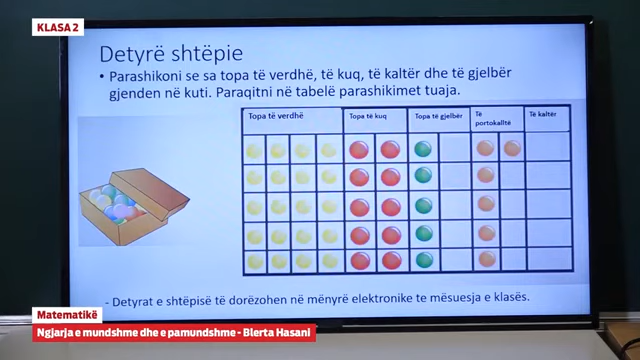 KLASA 2
Detyrë shtëpie
• Parashikoni se sa topa të verdhë, të kuq, të kaltër dhe të gjelbër
gjenden në kuti. Paraqitni në tabelë parashikimet tuaja.
Topa të verdhë
Topa të kuq
Topa të gjelbër
Të
portokalltë
Të kaltër
- Detyrat e shtëpisë të dorëzohen në mënyrë elektronike te mësuesja e klasës.
Matematikë
Ngjarja e mundshme dhe e pamundshme - Blerta Hasani